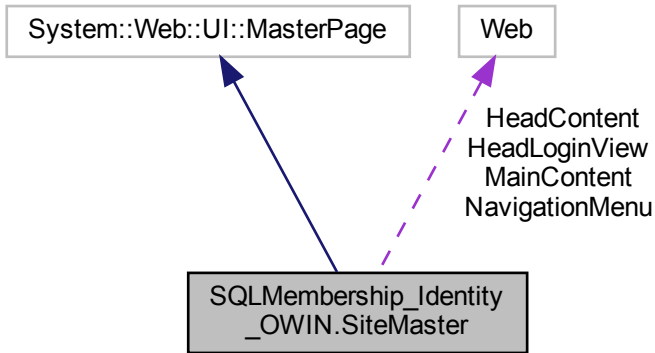 System::Web::UI::MasterPage
Web
HeadContent
HeadLoginView
MainContent
NavigationMenu
SQLMembership_Identity
_OWIN.SiteMaster